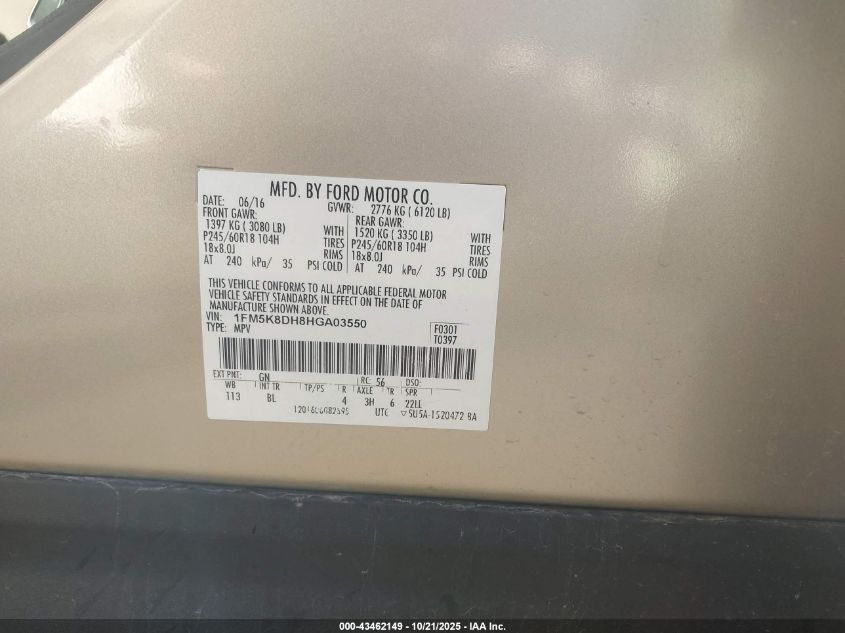 MFD. BY FORD MOTOR CO.
DATE: 06/16 GVWR: 2776 KG ( 6120 LB)
FRONT GAWR: REAR GAWR:
1397 KG ( 3080 LB) WITH 1520 KG ( 3350 LB) WITH
P245/60R18 104H TIRES P245/60R18 104H TIRES
18x8.0J RIMS 18x8.0J RIMS
AT 240 kPa/ 35 PSI COLD AT 240 kPa/ 35 PSI COLD
THIS VEHICLE CONFORMS TO ALL APPLICABLE FEDERAL MOTOR
VEHICLE SAFETY STANDARDS IN EFFECT ON THE DATE OF
MANUFACTURE SHOWN ABOVE.
VIN: 1FM5K8DH8HGA03550 F0301
TYPE: MPV T0397
EXT PNT: GN RC: 56 DSO:
WB INT TR TP/PS R AXLE TR SPR
113 BL 4 3H 6 22LL
UTC
000-43462149 - 10/21/2025 - IAA Inc.